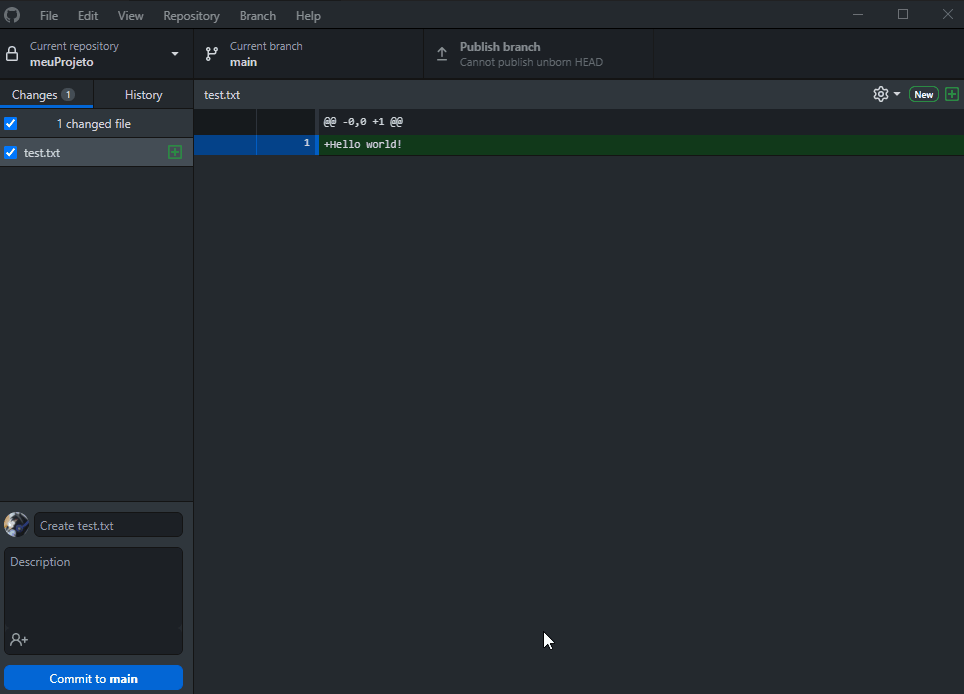 File Edit View Repository Branch Help
Current repository
meuProjeto
Current branch
main
Publish branch
Cannot publish unborn HEAD
Changes 1 History
test.txt
New
1 changed file
test.txt
@@ -0,0 +1 @@
1 +Hello world!
Create test.txt
Description
Commit to main